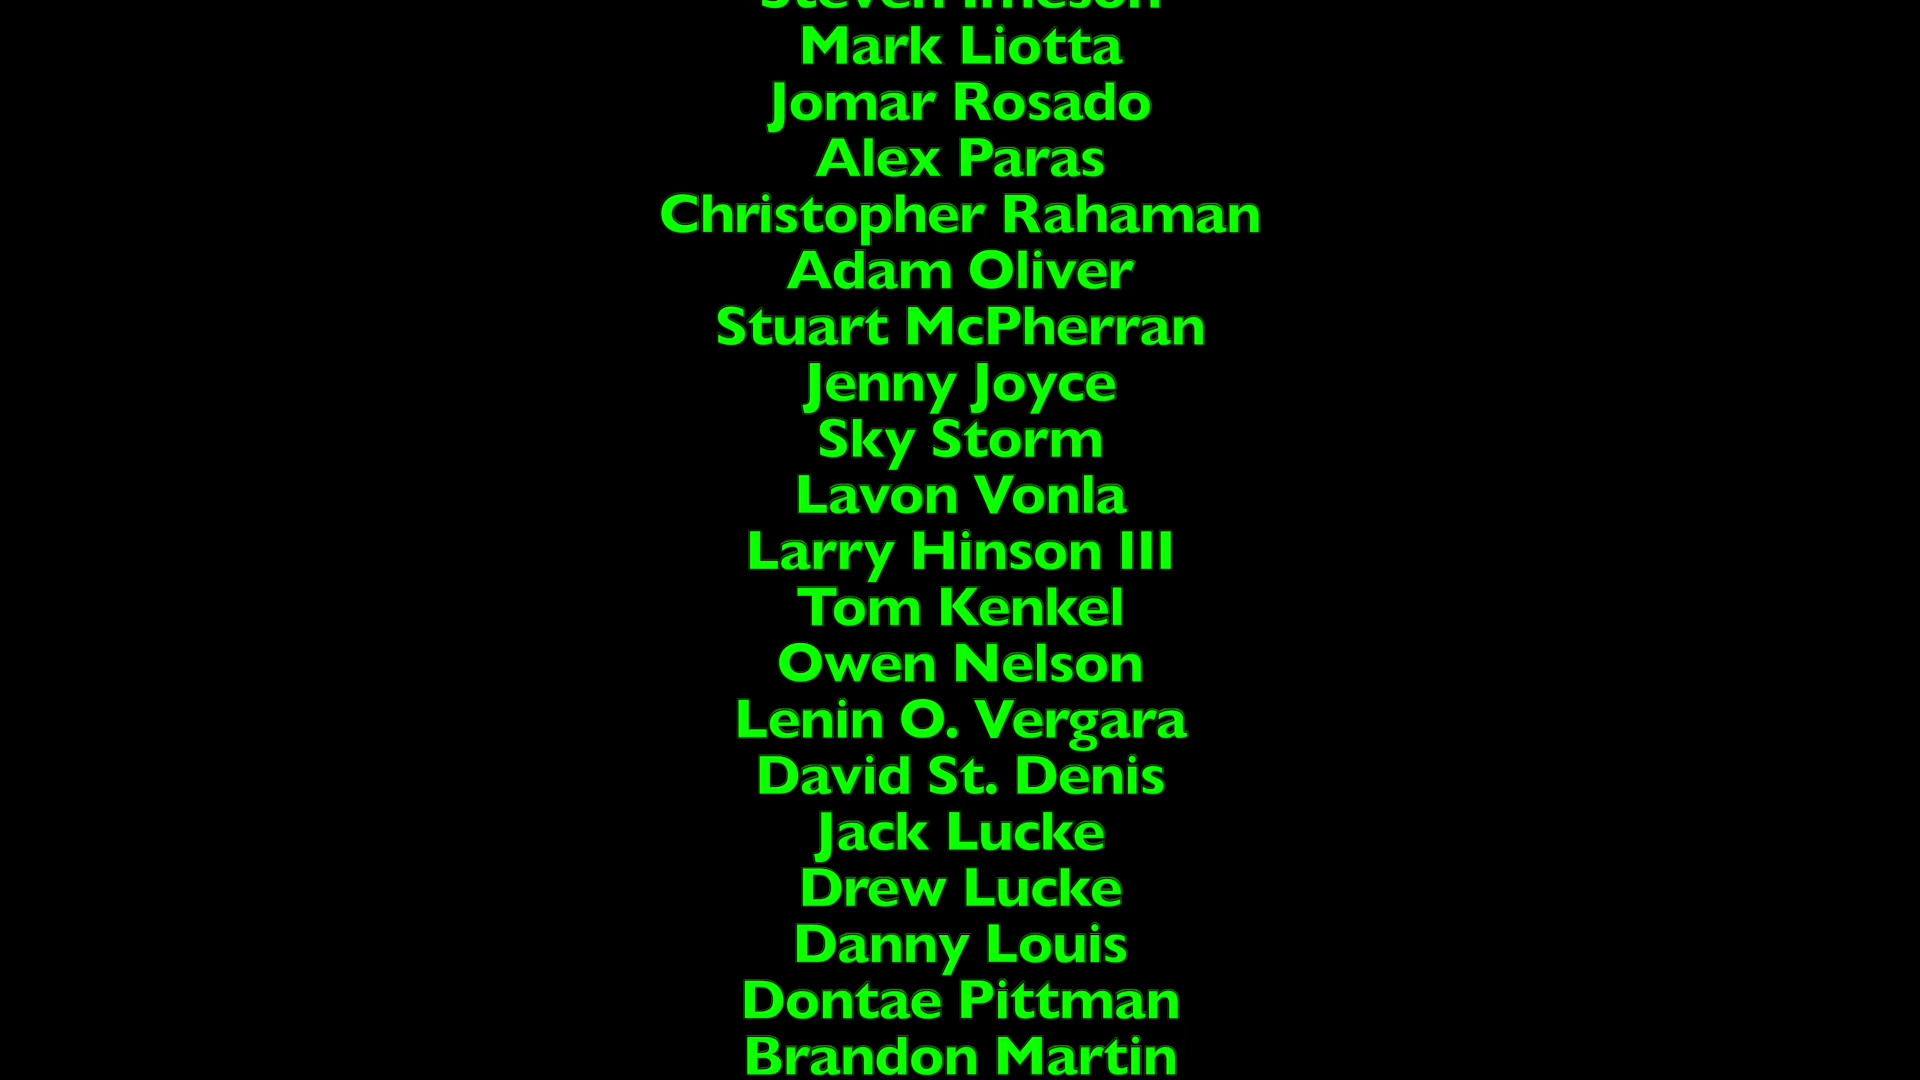 Steven Imeson
Mark Liotta
Jomar Rosado
Alex Paras
Christopher Rahaman
Adam Oliver
Stuart McPherran
Jenny Joyce
Sky Storm
Lavon Vonla
Larry Hinson III
Tom Kenkel
Owen Nelson
Lenin O. Vergara
David St. Denis
Jack Lucke
Drew Lucke
Danny Louis
Dontae Pittman
Brandon Martin